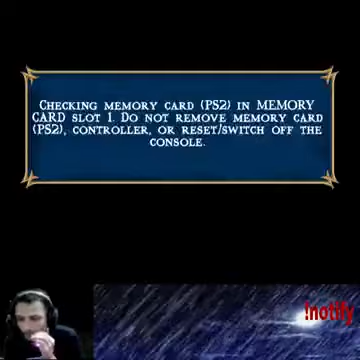 CHECKING MEMORY CARD (PS2) IN MEMORY
CARD SLOT 1. DO NOT REMOVE MEMORY CARD
(PS2), CONTROLLER, OR RESET/SWITCH OFF THE
CONSOLE.
!notify